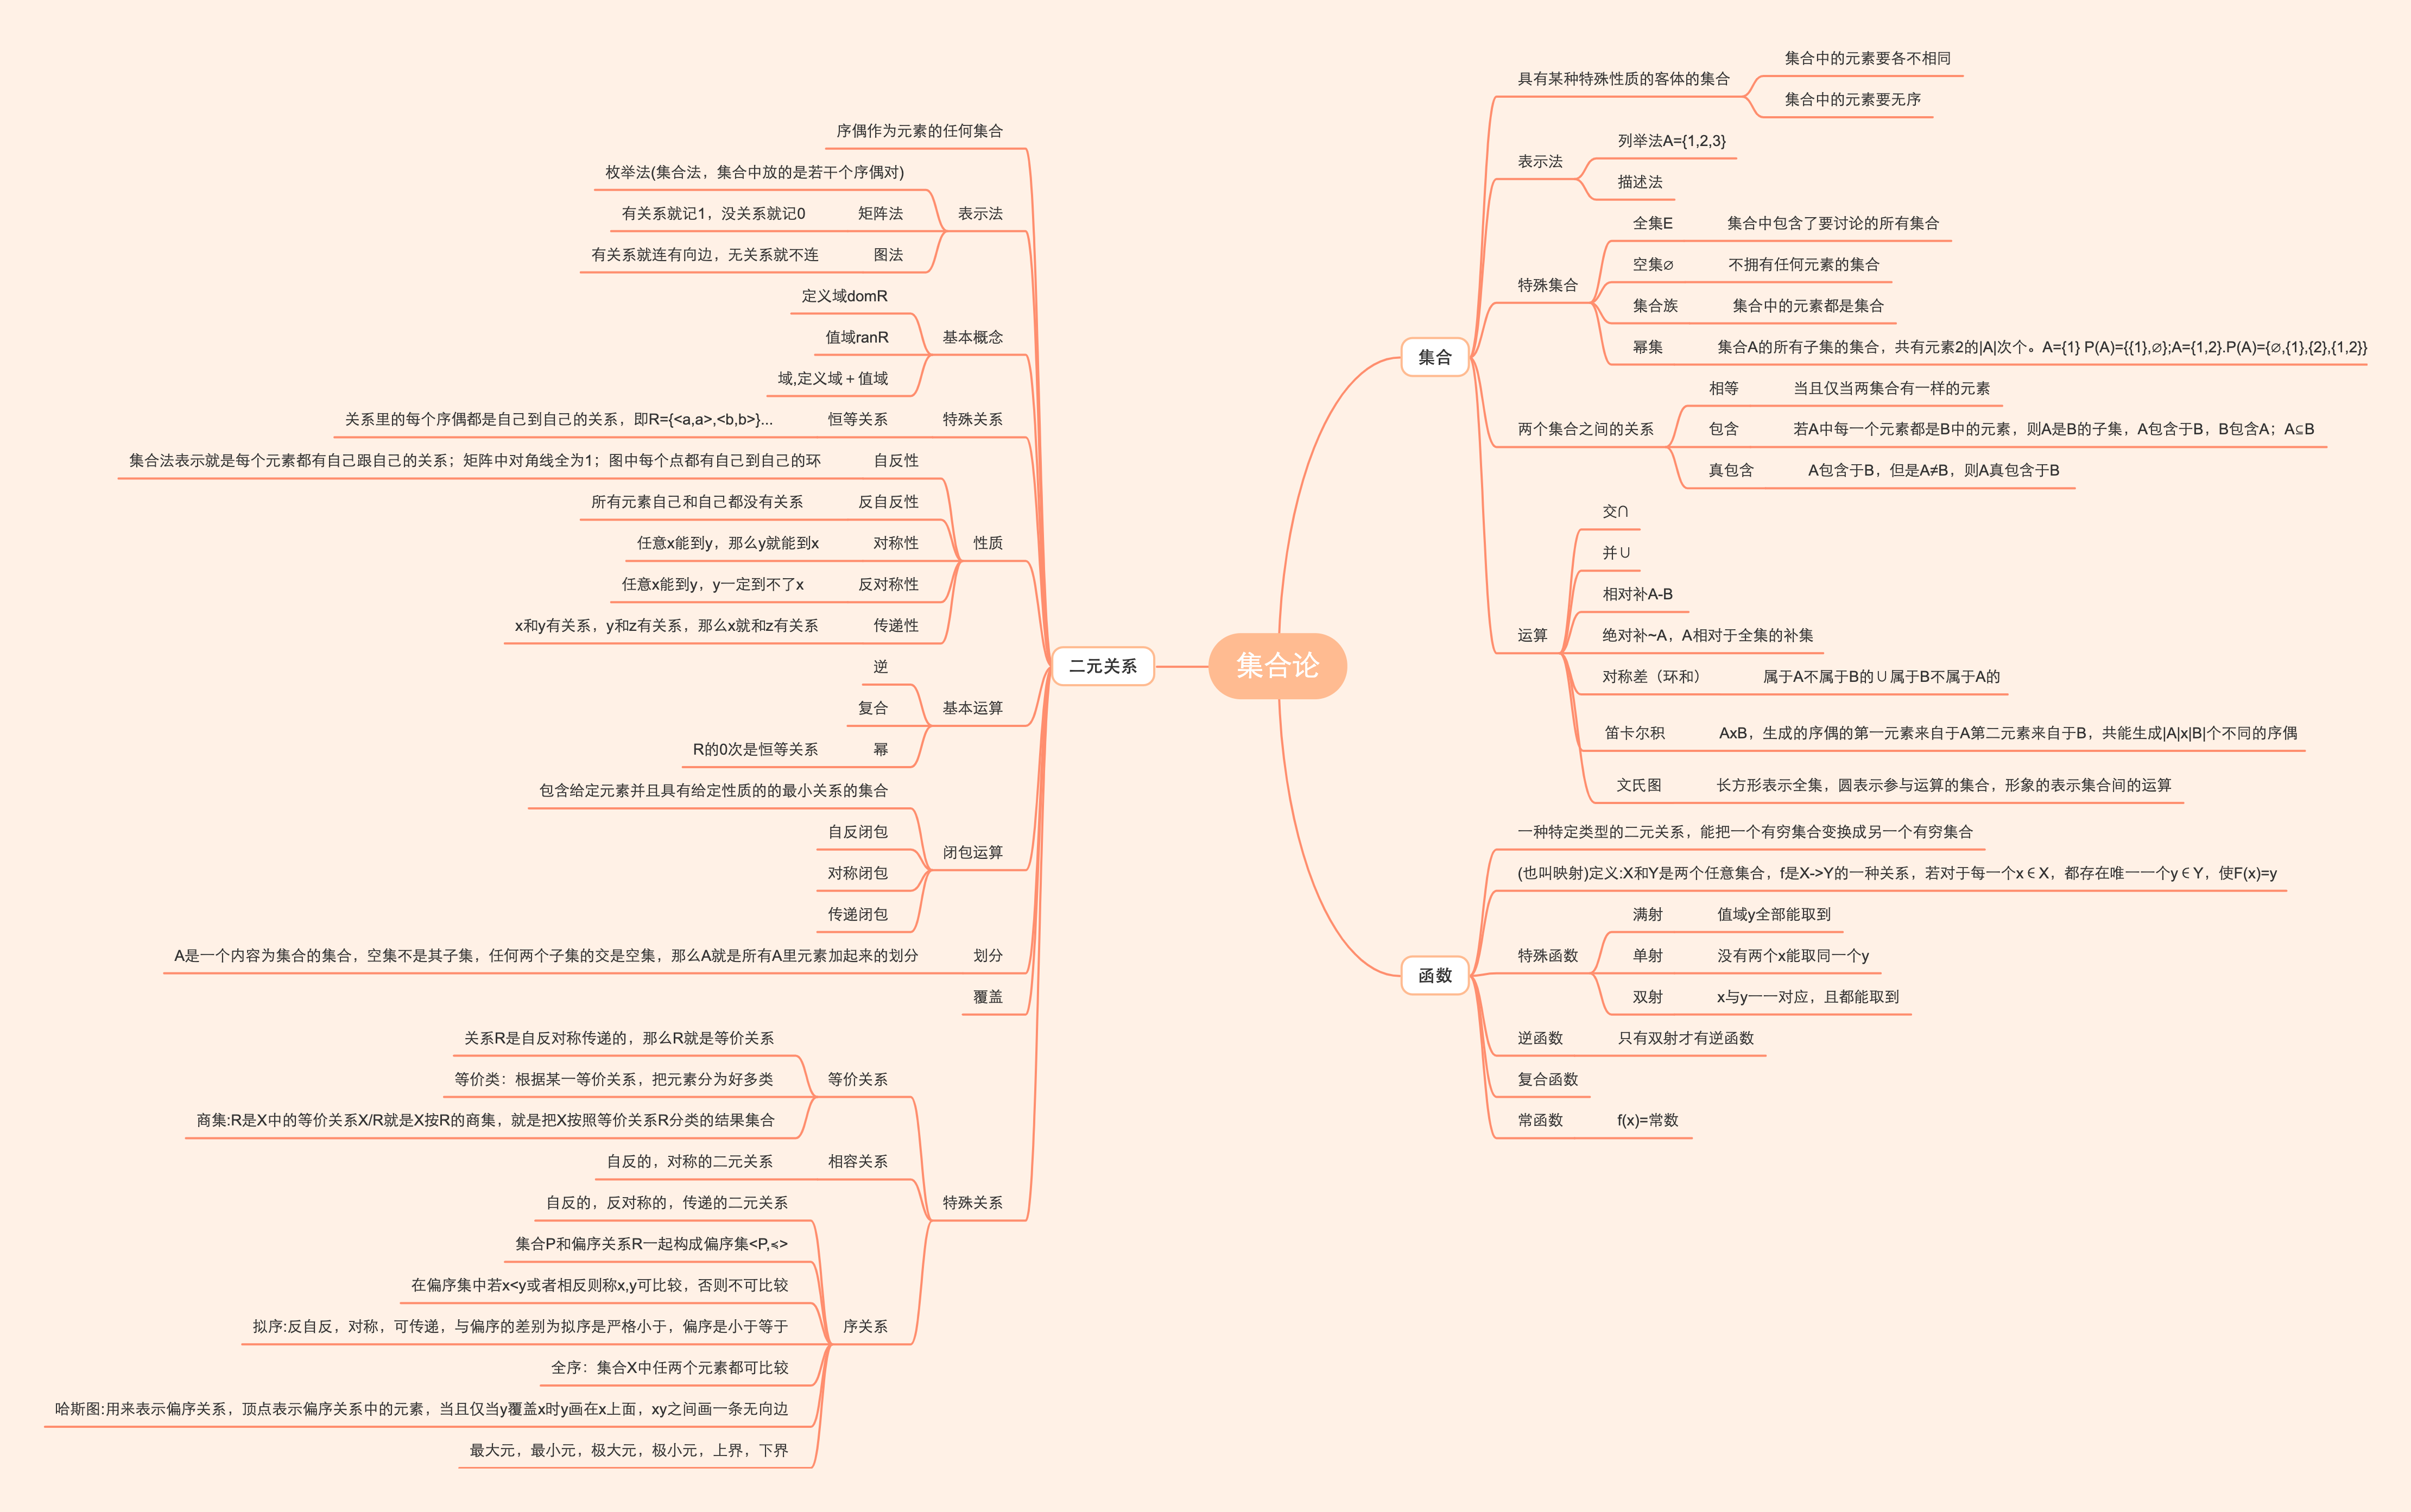 集合论
集合
具有某种特殊性质的客体的集合
集合中的元素要各不相同
集合中的元素要无序
表示法
列举法A={1,2,3}
描述法
特殊集合
全集E
集合中包含了要讨论的所有集合
空集∅
不拥有任何元素的集合
集合族
集合中的元素都是集合
幂集
集合A的所有子集的集合，共有元素2的|A|次个。A={1} P(A)={{1},∅};A={1,2}.P(A)={∅,{1},{2},{1,2}}
两个集合之间的关系
相等
当且仅当两集合有一样的元素
包含
若A中每一个元素都是B中的元素，则A是B的子集，A包含于B，B包含A；A⊆B
真包含
A包含于B，但是A≠B，则A真包含于B
运算
交∩
并∪
相对补A-B
绝对补~A，A相对于全集的补集
对称差（环和）
属于A不属于B的∪属于B不属于A的
笛卡尔积
AxB，生成的序偶的第一元素来自于A第二元素来自于B，共能生成|A|x|B|个不同的序偶
文氏图
长方形表示全集，圆表示参与运算的集合，形象的表示集合间的运算
函数
一种特定类型的二元关系，能把一个有穷集合变换成另一个有穷集合
(也叫映射)定义:X和Y是两个任意集合，f是X->Y的一种关系，若对于每一个x∈X，都存在唯一一个y∈Y，使F(x)=y
特殊函数
满射
值域y全部能取到
单射
没有两个x能取同一个y
双射
x与y一一对应，且都能取到
逆函数
只有双射才有逆函数
复合函数
常函数
f(x)=常数
二元关系
序偶作为元素的任何集合
表示法
枚举法(集合法，集合中放的是若干个序偶对)
矩阵法
有关系就记1，没关系就记0
图法
有关系就连有向边，无关系就不连
基本概念
定义域domR
值域ranR
域,定义域＋值域
特殊关系
恒等关系
关系里的每个序偶都是自己到自己的关系，即R={<a,a>,<b,b>}...
性质
自反性
集合法表示就是每个元素都有自己跟自己的关系；矩阵中对角线全为1；图中每个点都有自己到自己的环
反自反性
所有元素自己和自己都没有关系
对称性
任意x能到y，那么y就能到x
反对称性
任意x能到y，y一定到不了x
传递性
x和y有关系，y和z有关系，那么x就和z有关系
基本运算
逆
复合
幂
R的0次是恒等关系
闭包运算
包含给定元素并且具有给定性质的的最小关系的集合
自反闭包
对称闭包
传递闭包
划分
A是一个内容为集合的集合，空集不是其子集，任何两个子集的交是空集，那么A就是所有A里元素加起来的划分
覆盖
特殊关系
等价关系
关系R是自反对称传递的，那么R就是等价关系
等价类：根据某一等价关系，把元素分为好多类
商集:R是X中的等价关系X/R就是X按R的商集，就是把X按照等价关系R分类的结果集合
相容关系
自反的，对称的二元关系
序关系
自反的，反对称的，传递的二元关系
集合P和偏序关系R一起构成偏序集<P,≼>
在偏序集中若x<y或者相反则称x,y可比较，否则不可比较
拟序:反自反，对称，可传递，与偏序的差别为拟序是严格小于，偏序是小于等于
全序：集合X中任两个元素都可比较
哈斯图:用来表示偏序关系，顶点表示偏序关系中的元素，当且仅当y覆盖x时y画在x上面，xy之间画一条无向边
最大元，最小元，极大元，极小元，上界，下界